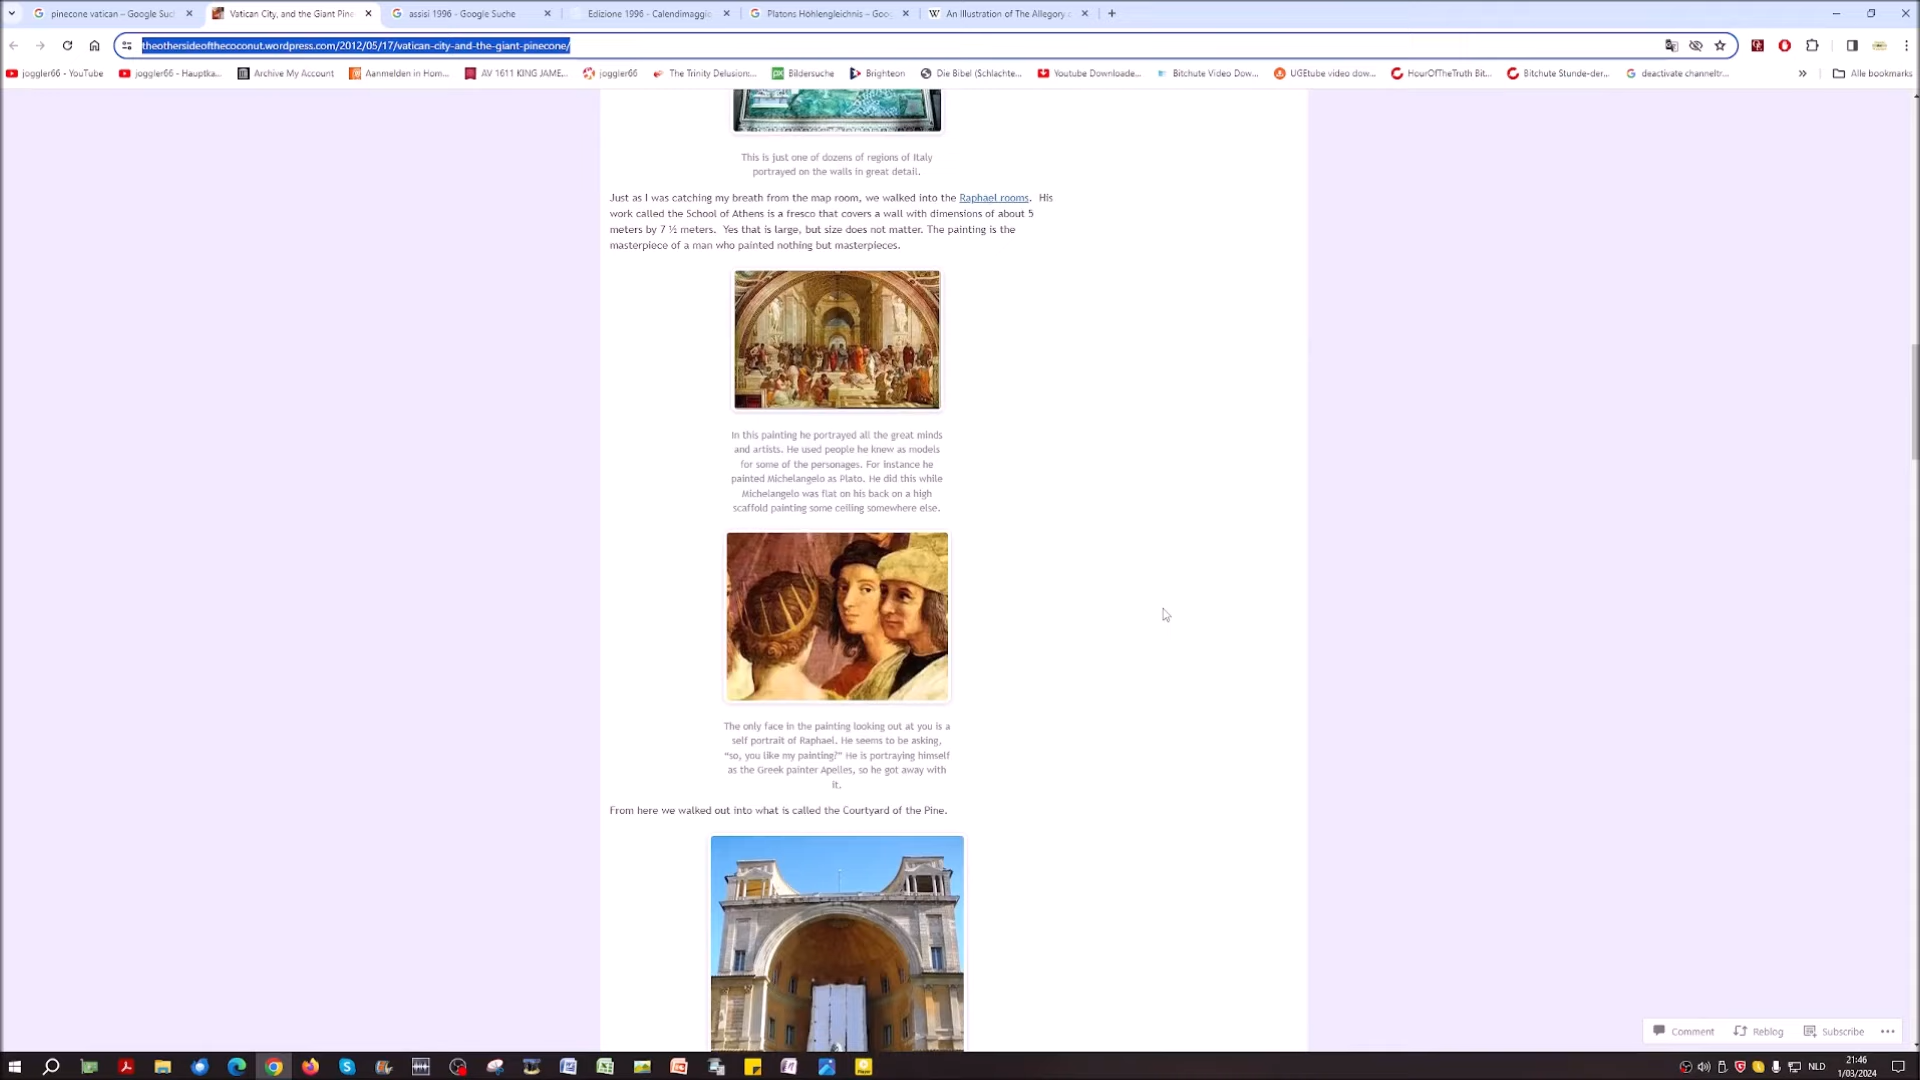 pinecone vatican – Google Suc
Vatican City, and the Giant Pine
assisi 1996 - Google Suche
Edizione 1996 - Calendimaggio
Platons Höhlengleichnis – Goo
An Illustration of The Allegory o
theothersideofthecoconut.wordpress.com/2012/05/17/vatican-city-and-the-giant-pinecone/
joggler66 - YouTube
joggler66 - Hauptka...
Archive My Account
Aanmelden in Hom...
AV 1611 KING JAME...
joggler66
The Trinity Delusion:...
Bildersuche
Brighteon
Die Bibel (Schlachte...
Youtube Downloade...
Bitchute Video Dow...
UGEtube video dow...
HourOfTheTruth Bit...
Bitchute Stunde-der...
deactivate channeltr...
Alle bookmarks
This is just one of dozens of regions of Italy
portrayed on the walls in great detail.
Just as I was catching my breath from the map room, we walked into the Raphael rooms. His
work called the School of Athens is a fresco that covers a wall with dimensions of about 5
meters by 7 ½ meters. Yes that is large, but size does not matter. The painting is the
masterpiece of a man who painted nothing but masterpieces.
In this painting he portrayed all the great minds
and artists. He used people he knew as models
for some of the personages. For instance he
painted Michelangelo as Plato. He did this while
Michelangelo was flat on his back on a high
scaffold painting some ceiling somewhere else.
The only face in the painting looking out at you is a
self portrait of Raphael. He seems to be asking,
“so, you like my painting?” He is portraying himself
as the Greek painter Apelles, so he got away with
it.
From here we walked out into what is called the Courtyard of the Pine.
Comment
Reblog
Subscribe
NLD
21:46
1/03/2024